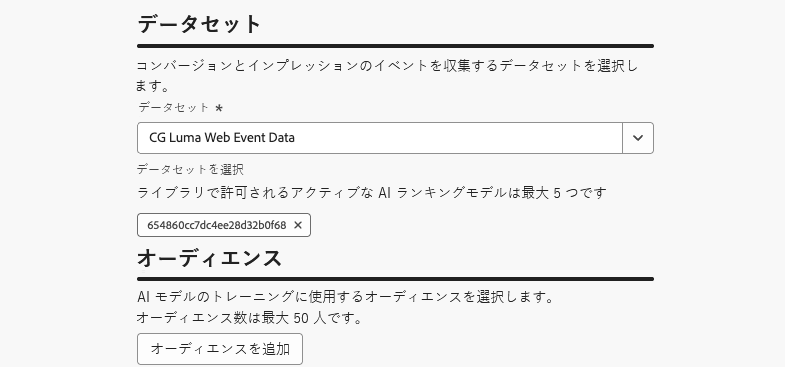 データセット
コンバージョンとインプレッションのイベントを収集するデータセットを選択し
ます。
データセット *
CG Luma Web Event Data
データセットを選択
ライブラリで許可されるアクティブな AI ランキングモデルは最大 5 つです
654860cc7dc4ee28d32b0f68 ×
オーディエンス
AI モデルのトレーニングに使用するオーディエンスを選択します。
オーディエンス数は最大 50 人です。
オーディエンスを追加